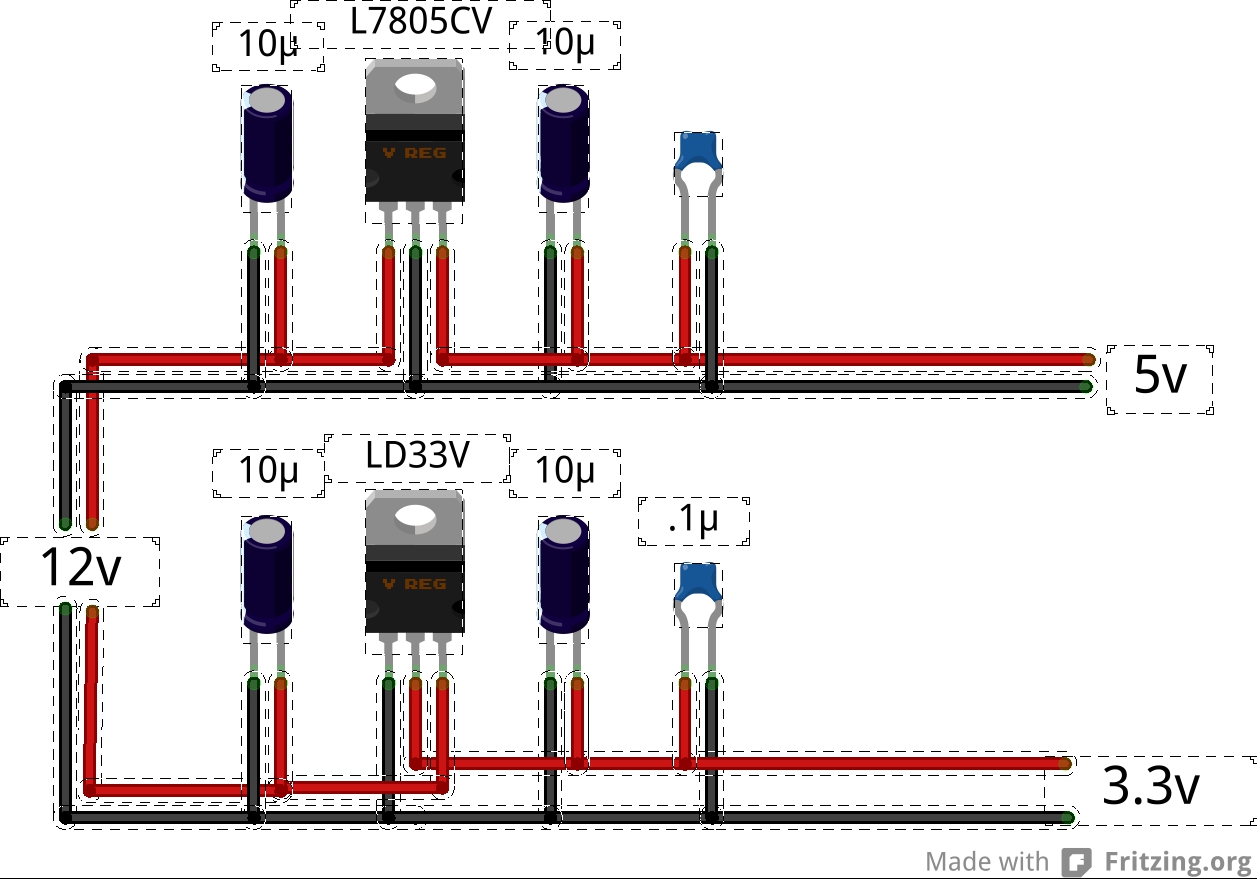 L7805CV
10µ
10µ
V REG
5v
LD33V
10µ
10µ
.1µ
12v
V REG
3.3v
Made with Fritzing.org